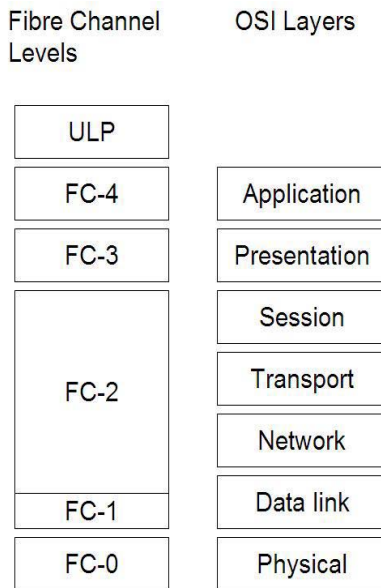 Fibre Channel
Levels
OSI Layers
ULP
FC-4
Application
FC-3
Presentation
Session
FC-2
Transport
Network
FC-1
Data link
FC-0
Physical